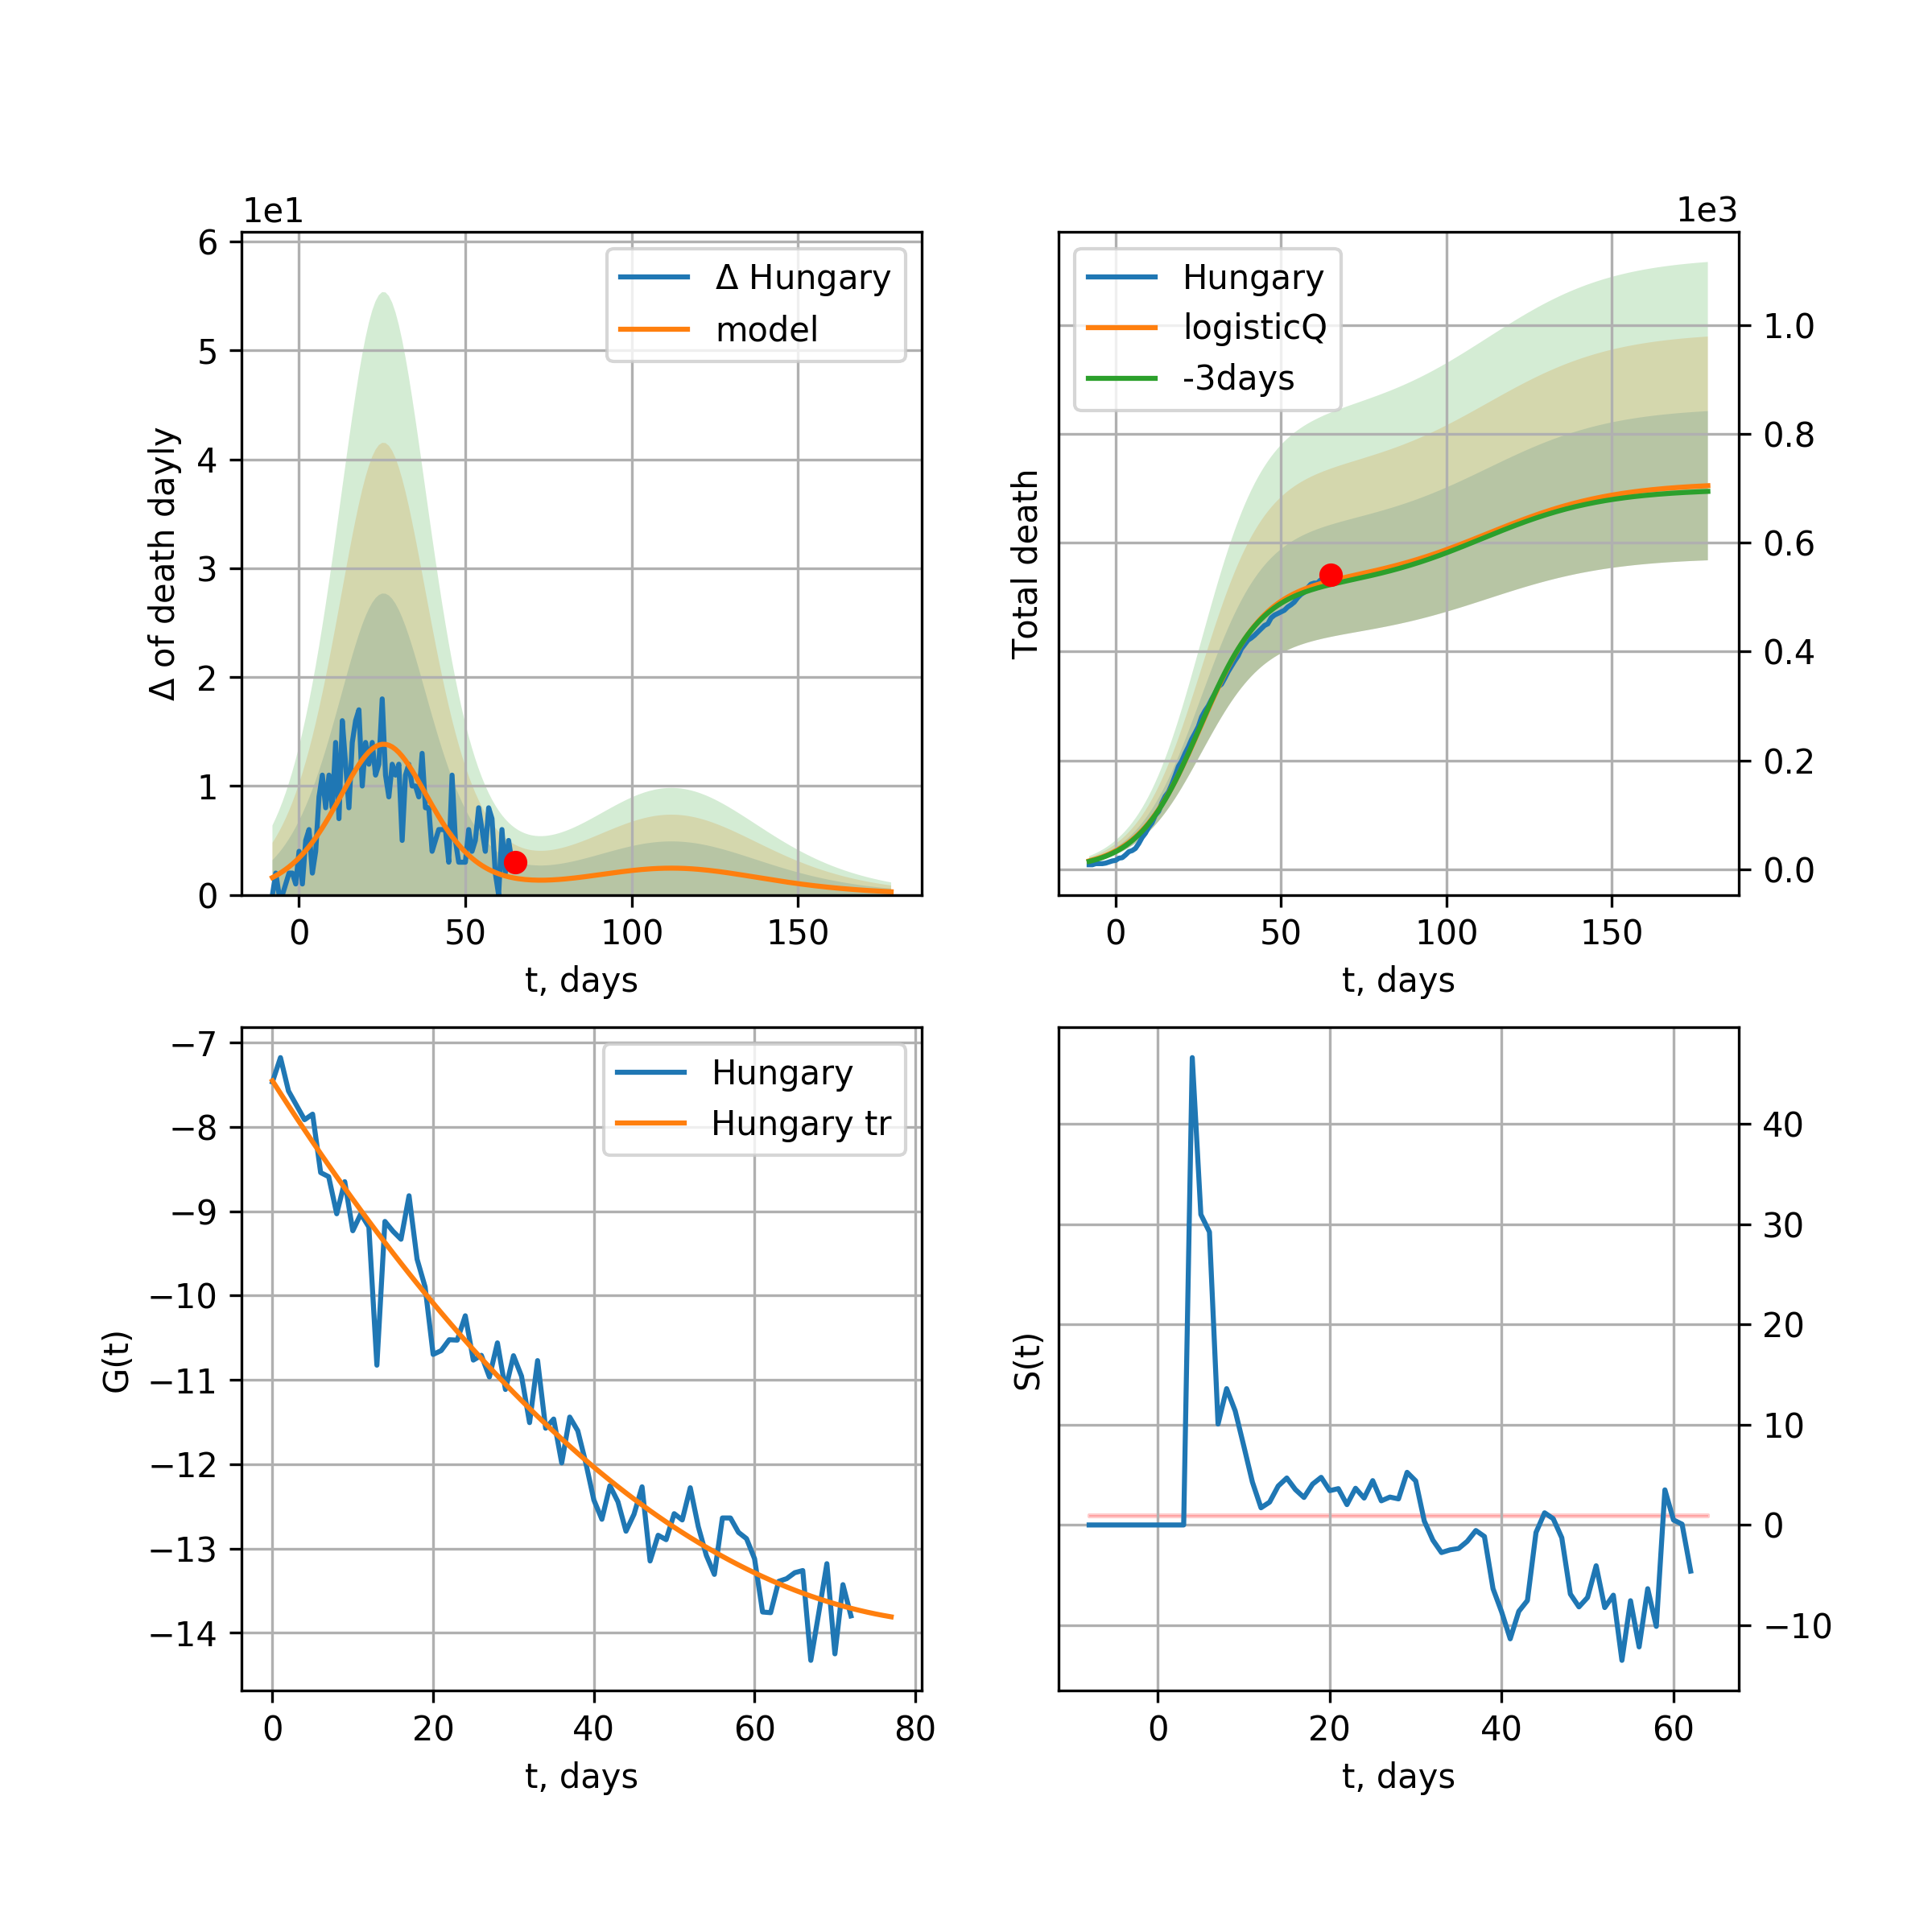 1e1
6
5
4
3
2
1
0
Δ of death dayly
Δ Hungary
model
0 50 100 150
t, days
1e3
Hungary
logisticQ
-3days
Total death
1.0
0.8
0.6
0.4
0.2
0.0
0 50 100 150
t, days
−7
−8
−9
−10
−11
−12
−13
−14
G(t)
Hungary
Hungary tr
0 20 40 60 80
t, days
S(t)
40
30
20
10
0
−10
0 20 40 60
t, days